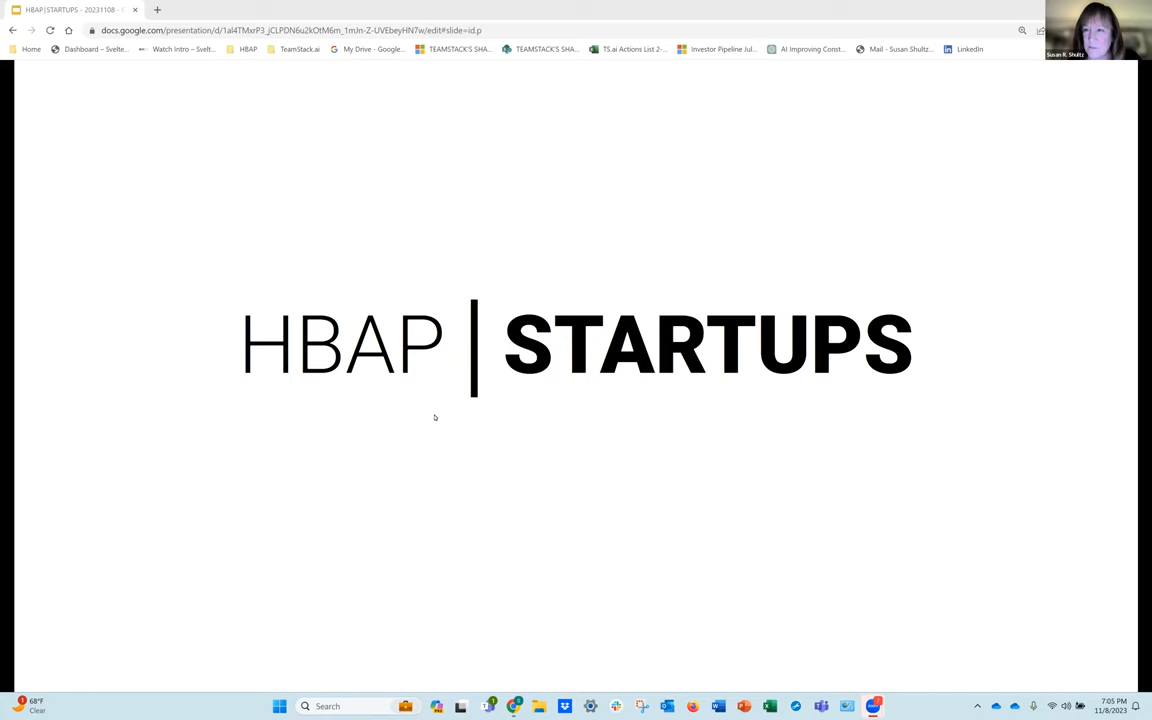 HBAP|STARTUPS - 20231108 -
docs.google.com/presentation/d/1al4TMxrP3_jCLPDN6u2kOtM6m_1mJn-Z-UVEbeyHN7w/edit#slide=id.p
Home
Dashboard – Svelte...
Watch Intro – Svelt...
HBAP
TeamStack.ai
My Drive - Google...
TEAMSTACK'S SHA...
TEAMSTACK'S SHA...
TS.ai Actions List 2-...
Investor Pipeline Jul...
AI Improving Const...
Mail - Susan Shultz...
LinkedIn
Susan R. Shultz
HBAP | STARTUPS
68°F
Clear
Search
7:05 PM
11/8/2023